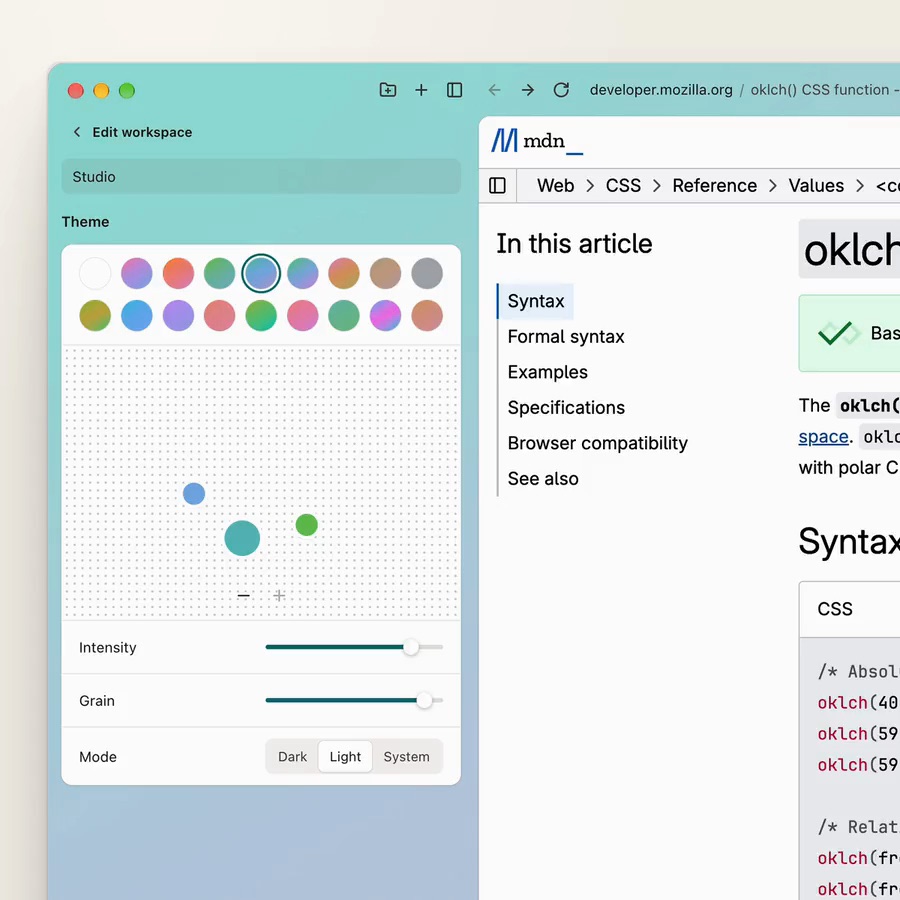 developer.mozilla.org / oklch() CSS function -
Edit workspace
Studio
Theme
Intensity
Grain
Mode
Dark
Light
System
mdn_
Web > CSS > Reference > Values >
In this article
Syntax
Formal syntax
Examples
Specifications
Browser compatibility
See also
oklch
Bas
The oklch(
space. oklc
with polar C
Syntax
CSS
/* Absol
oklch(40
oklch(59
oklch(59
/* Relat
oklch(fr
oklch(fr